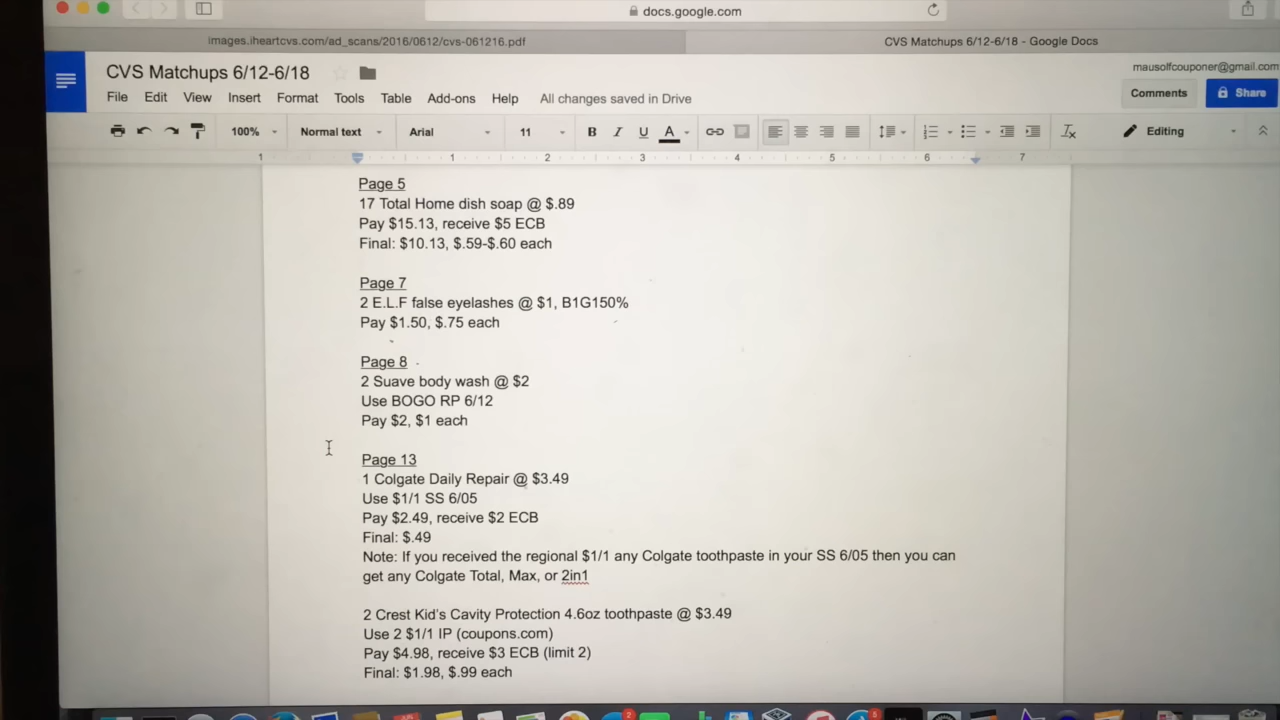 docs.google.com
images.iheartcvs.com/ad_scans/2016/0612/cvs-061216.pdf
CVS Matchups 6/12-6/18 - Google Docs
CVS Matchups 6/12-6/18
mausolfcouponer@gmail.com
File Edit View Insert Format Tools Table Add-ons Help All changes saved in Drive
Comments
Share
100% Normal text Arial 11 B I U A Editing
1 1 2 3 4 5 6 7
Page 5
17 Total Home dish soap @ $.89
Pay $15.13, receive $5 ECB
Final: $10.13, $.59-$.60 each
Page 7
2 E.L.F false eyelashes @ $1, B1G150%
Pay $1.50, $.75 each
Page 8
2 Suave body wash @ $2
Use BOGO RP 6/12
Pay $2, $1 each
Page 13
1 Colgate Daily Repair @ $3.49
Use $1/1 SS 6/05
Pay $2.49, receive $2 ECB
Final: $.49
Note: If you received the regional $1/1 any Colgate toothpaste in your SS 6/05 then you can
get any Colgate Total, Max, or 2in1
2 Crest Kid's Cavity Protection 4.6oz toothpaste @ $3.49
Use 2 $1/1 IP (coupons.com)
Pay $4.98, receive $3 ECB (limit 2)
Final: $1.98, $.99 each